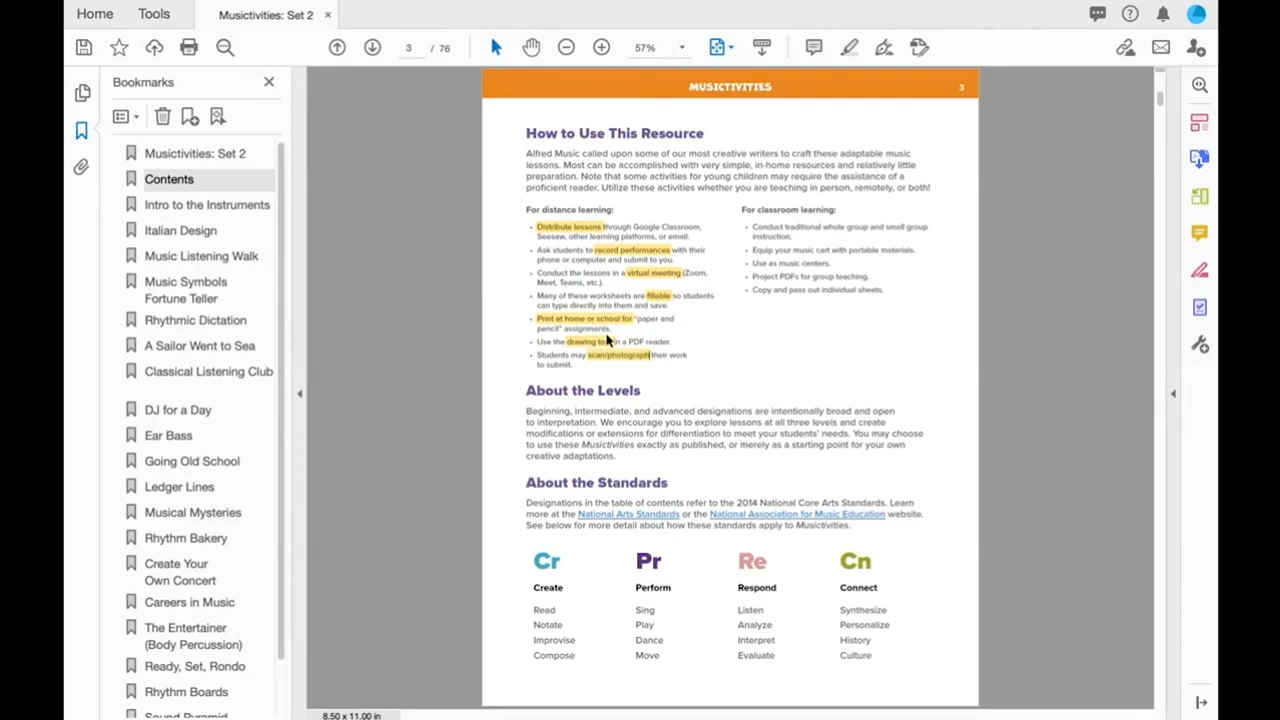 Home
Tools
Musictivities: Set 2
3
/ 76
57%
Bookmarks
Musictivities: Set 2
Contents
Intro to the Instruments
Italian Design
Music Listening Walk
Music Symbols
Fortune Teller
Rhythmic Dictation
A Sailor Went to Sea
Classical Listening Club
DJ for a Day
Ear Bass
Going Old School
Ledger Lines
Musical Mysteries
Rhythm Bakery
Create Your
Own Concert
Careers in Music
The Entertainer
(Body Percussion)
Ready, Set, Rondo
Rhythm Boards
Sound Pyramid
MUSICTIVITIES
3
How to Use This Resource
Alfred Music called upon some of our most creative writers to craft these adaptable music
lessons. Most can be accomplished with very simple, in-home resources and relatively little
preparation. Note that some activities for young children may require the assistance of a
proficient reader. Utilize these activities whether you are teaching in person, remotely, or both!
For distance learning:
• Distribute lessons through Google Classroom,
Seesew, other learning platforms, or email.
• Ask students to record performances with their
phone or computer and submit to you.
• Conduct the lessons in a virtual meeting (Zoom,
Meet, Teams, etc.).
• Many of these worksheets are fillable so students
can type directly into them and save.
• Print at home or school for "paper and
pencil" assignments.
• Use the drawing to in a PDF reader.
• Students may scan/photograph their work
to submit.
For classroom learning:
• Conduct traditional whole group and small group
instruction.
• Equip your music cart with portable materials.
• Use as music centers.
• Project PDFs for group teaching.
• Copy and pass out individual sheets.
About the Levels
Beginning, intermediate, and advanced designations are intentionally broad and open
to interpretation. We encourage you to explore lessons at all three levels and create
modifications or extensions for differentiation to meet your students' needs. You may choose
to use these Musictivities exactly as published, or merely as a starting point for your own
creative adaptations.
About the Standards
Designations in the table of contents refer to the 2014 National Core Arts Standards. Learn
more at the National Arts Standards or the National Association for Music Education website.
See below for more detail about how these standards apply to Musictivities.
Cr Pr Re Cn
Create Perform Respond Connect
Read Sing Listen Synthesize
Notate Play Analyze Personalize
Improvise Dance Interpret History
Compose Move Evaluate Culture
8.50 x 11.00 in